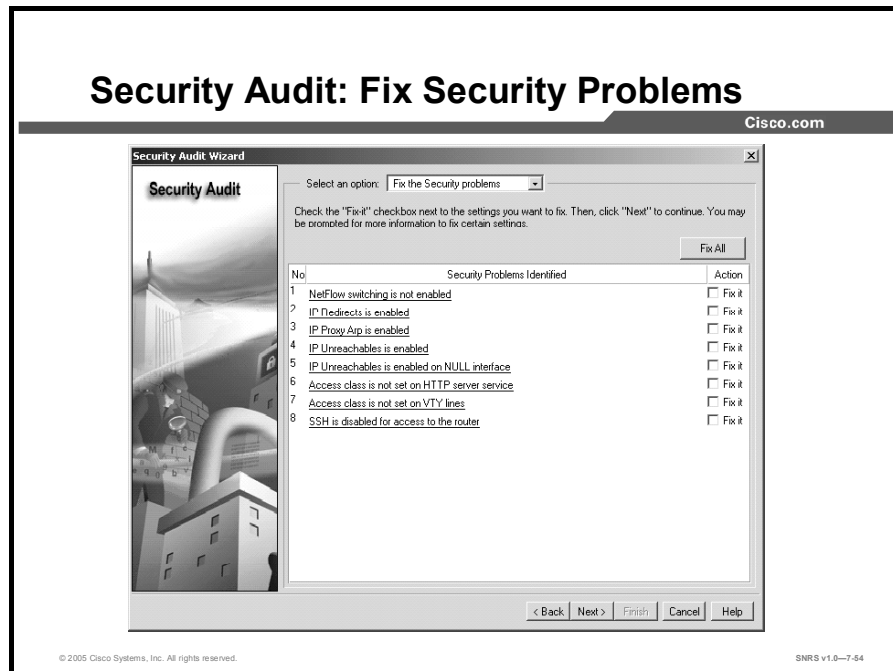 Security Audit: Fix Security Problems
Cisco.com
Security Audit Wizard
Security Audit
Select an option: Fix the Security problems
Check the "Fix-it" checkbox next to the settings you want to fix. Then, click "Next" to continue. You may
be prompted for more information to fix certain settings.
Fix All
No Security Problems Identified Action
1 NetFlow switching is not enabled Fix it
2 IP Redirects is enabled Fix it
3 IP Proxy Arp is enabled Fix it
4 IP Unreachables is enabled Fix it
5 IP Unreachables is enabled on NULL interface Fix it
6 Access class is not set on HTTP server service Fix it
7 Access class is not set on VTY lines Fix it
8 SSH is disabled for access to the router Fix it
< Back Next > Finish Cancel Help
© 2005 Cisco Systems, Inc. All rights reserved. SNRS v1.0—7-54